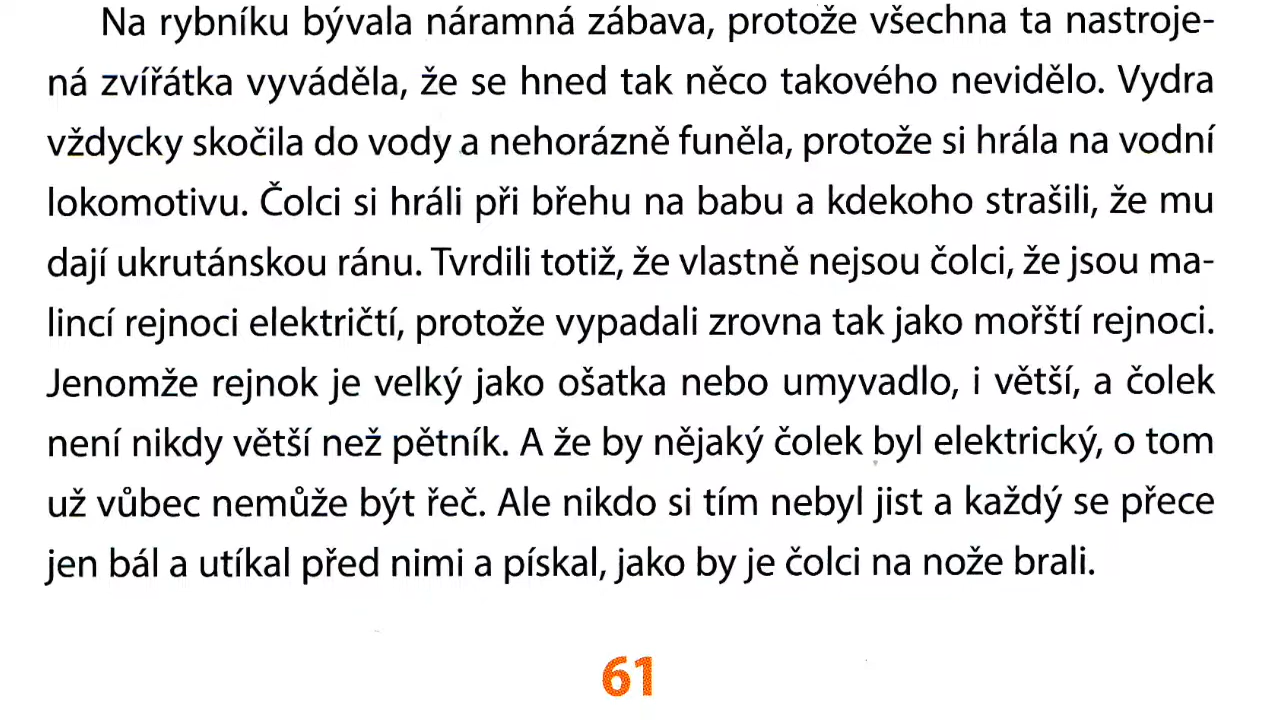 Na rybníku bývala náramná zábava, protože všechna ta nastroje-
ná zvířátka vyváděla, že se hned tak něco takového nevidělo. Vydra
vždycky skočila do vody a nehorázně funěla, protože si hrála na vodní
lokomotivu. Čolci si hráli při břehu na babu a kdekoho strašili, že mu
dají ukrutánskou ránu. Tvrdili totiž, že vlastně nejsou čolci, že jsou ma-
lincí rejnoci električtí, protože vypadali zrovna tak jako mořští rejnoci.
Jenomže rejnok je velký jako ošatka nebo umyvadlo, i větší, a čolek
není nikdy větší než pětník. A že by nějaký čolek byl elektrický, o tom
už vůbec nemůže být řeč. Ale nikdo si tím nebyl jist a každý se přece
jen bál a utíkal před nimi a pískal, jako by je čolci na nože brali.
61